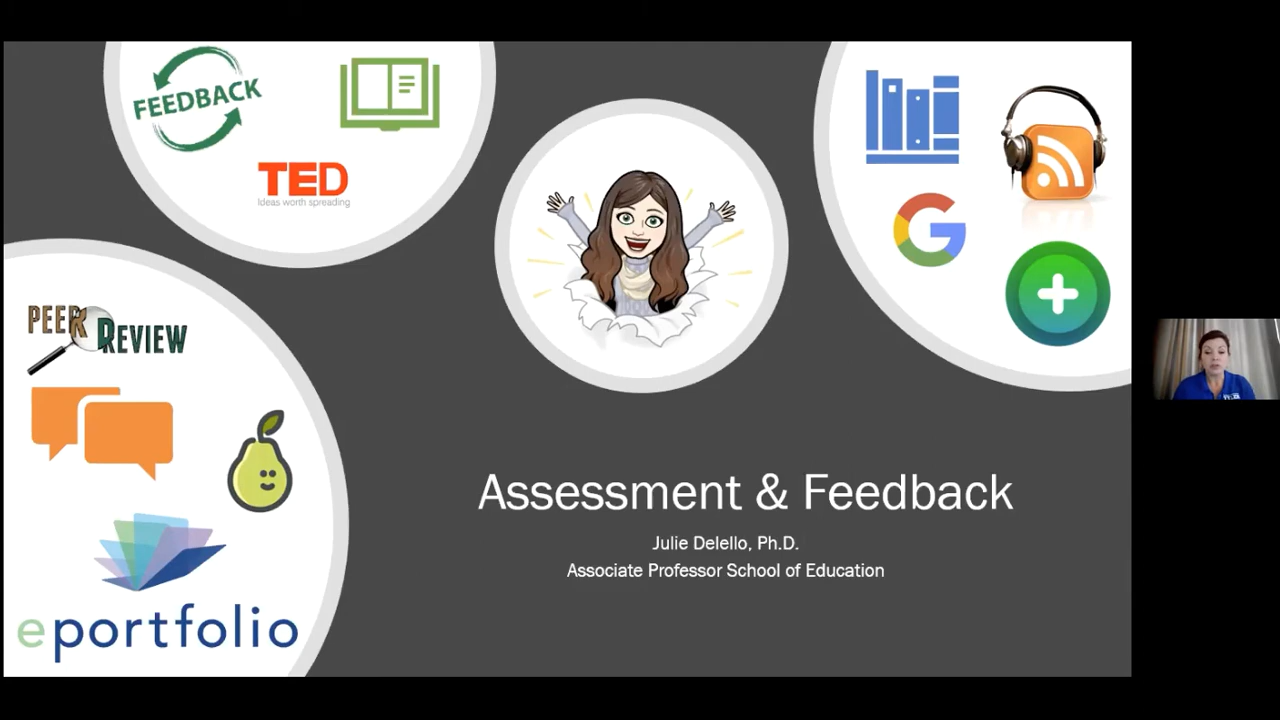 FEEDBACK
TED
Ideas worth spreading
PEER REVIEW
eportfolio
Assessment & Feedback
Julie Delello, Ph.D.
Associate Professor School of Education